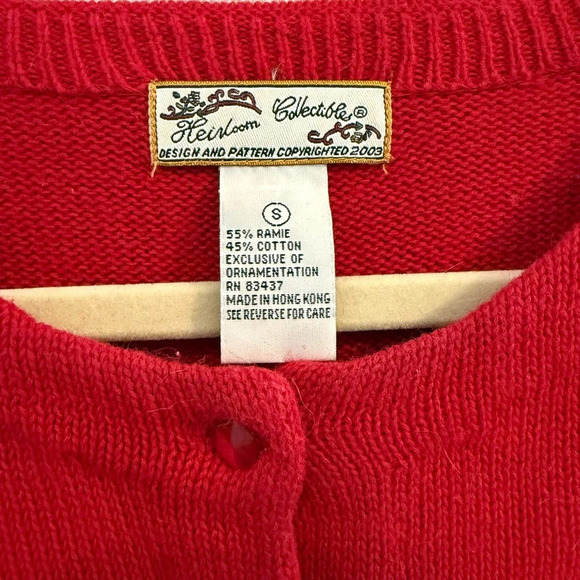 Heirloom Collectibles®
DESIGN AND PATTERN COPYRIGHTED 2003
S
55% RAMIE
45% COTTON
EXCLUSIVE OF
ORNAMENTATION
RN 83437
MADE IN HONG KONG
SEE REVERSE FOR CARE